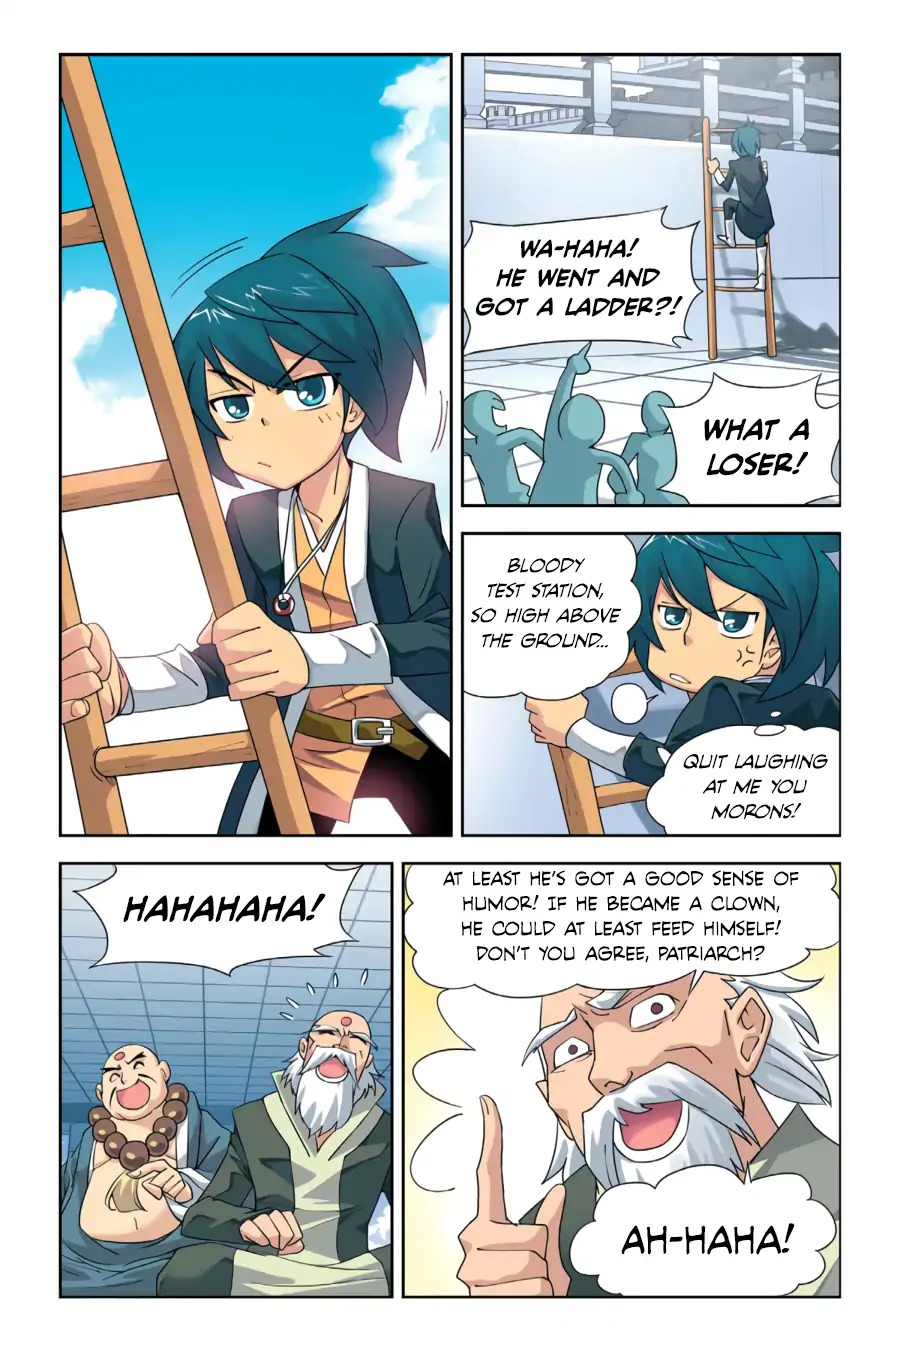 WA-HAHA!
HE WENT AND
GOT A LADDER?!
WHAT A
LOSER!
BLOODY
TEST STATION,
SO HIGH ABOVE
THE GROUND...
QUIT LAUGHING
AT ME YOU
MORONS!
HAHAHAHA!
AT LEAST HE'S GOT A GOOD SENSE OF
HUMOR! IF HE BECAME A CLOWN,
HE COULD AT LEAST FEED HIMSELF!
DON'T YOU AGREE, PATRIARCH?
AH-HAHA!